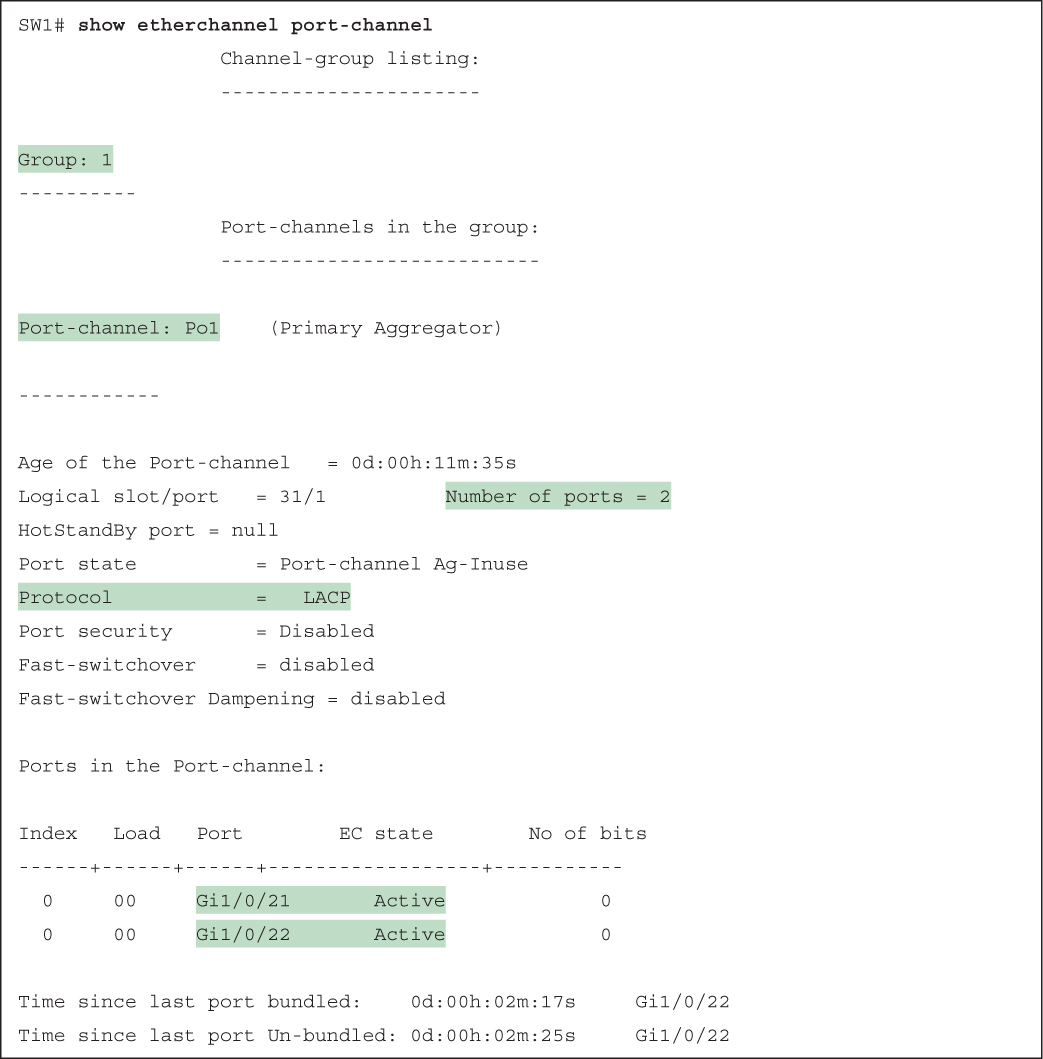 SW1# show etherchannel port-channel
Channel-group listing:
----------------------
Group: 1
----------
Port-channels in the group:
---------------------------
Port-channel: Po1 (Primary Aggregator)
------------
Age of the Port-channel = 0d:00h:11m:35s
Logical slot/port = 31/1 Number of ports = 2
HotStandBy port = null
Port state = Port-channel Ag-Inuse
Protocol = LACP
Port security = Disabled
Fast-switchover = disabled
Fast-switchover Dampening = disabled
Ports in the Port-channel:
Index Load Port EC state No of bits
------+------+------+------------------+-----------
0 00 Gi1/0/21 Active 0
0 00 Gi1/0/22 Active 0
Time since last port bundled: 0d:00h:02m:17s Gi1/0/22
Time since last port Un-bundled: 0d:00h:02m:25s Gi1/0/22